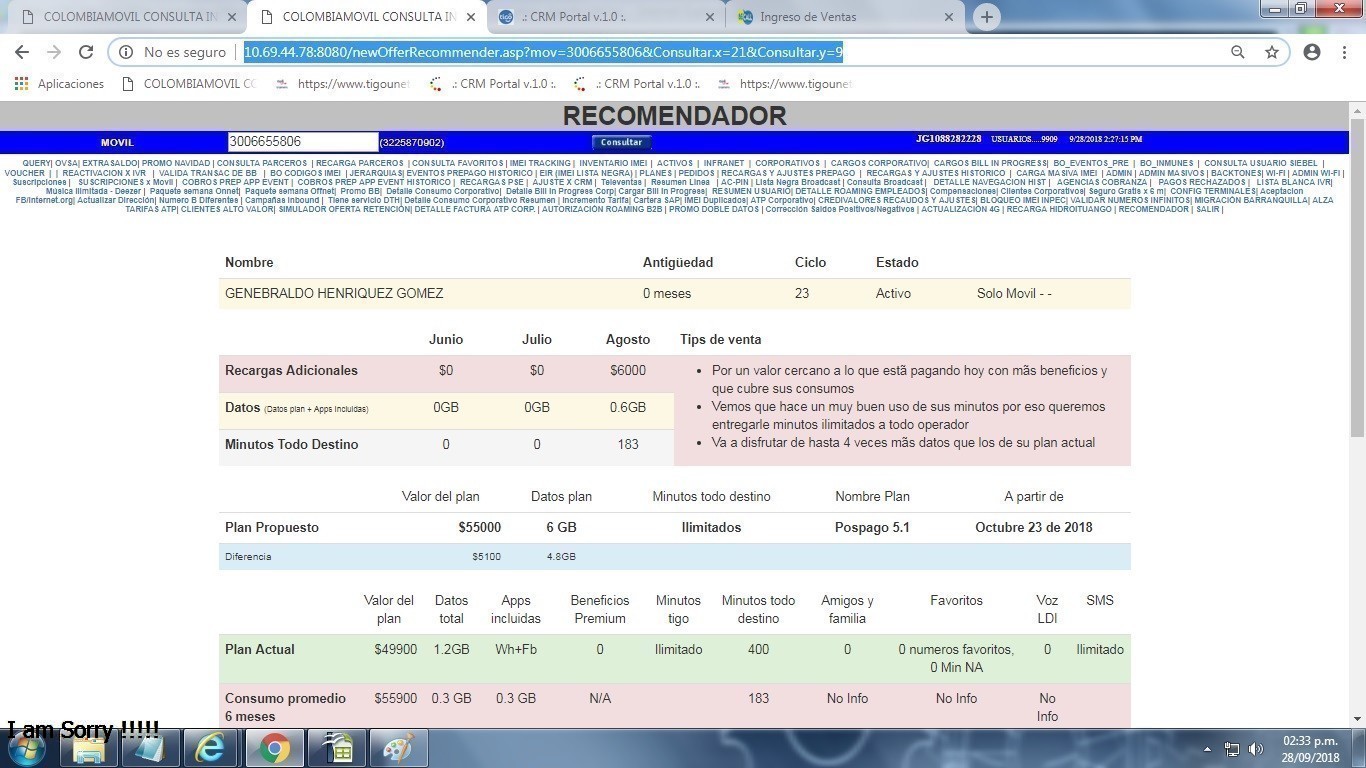 COLOMBIAMOVIL CONSULTA IN
COLOMBIAMOVIL CONSULTA IN
.: CRM Portal v.1.0 :.
Ingreso de Ventas
No es seguro
10.69.44.78:8080/newOfferRecommender.asp?mov=3006655806&Consultar.x=21&Consultar.y=9
Aplicaciones
COLOMBIAMOVIL CO
https://www.tigoune
.: CRM Portal v.1.0 :.
.: CRM Portal v.1.0 :.
https://www.tigoune
RECOMENDADOR
MOVIL
3006655806
(3225870902)
Consultar
JG1088282228 USUARIOS.....9909 9/28/2018 2:27:15 PM
QUERY| OVSA| EXTRASALDO| PROMO NAVIDAD | CONSULTA PARCEROS | RECARGA PARCEROS | CONSULTA FAVORITOS | IMEI TRACKING | INVENTARIO IMEI | ACTIVOS | INFRANET | CORPORATIVOS | CARGOS CORPORATIVO| CARGOS BILL IN PROGRESS| BO_EVENTOS_PRE | BO_INMUNES | CONSULTA USUARIO SIEBEL |
VOUCHER | | REACTIVACION X IVR | VALIDA TRANSAC DE BB | BO CODIGOS IMEI | JERARQUIAS| EVENTOS PREPAGO HISTORICO | EIR (IMEI LISTA NEGRA) | PLANES | PEDIDOS | RECARGAS Y AJUSTES PREPAGO | RECARGAS Y AJUSTES HISTORICO | CARGA MASIVA IMEI | ADMIN | ADMIN MASIVOS | BACKTONES| WI-FI | ADMIN WI-FI |
Suscripciones | SUSCRIPCIONES x Movil | COBROS PREP APP EVENT | COBROS PREP APP EVENT HISTORICO | RECARGAS PSE | AJUSTE X CRM | Televentas | Resumen Linea | AC-PIN | Lista Negra Broadcast | Consulta Broadcast | DETALLE NAVEGACION HIST | AGENCIAS COBRANZA | PAGOS RECHAZADOS | LISTA BLANCA IVR|
Musica Ilimitada - Deezer | Paquete semana Onnet| Paquete semana Offnet| Promo BB| Detalle Consumo Corporativo| Detalle Bill In Progress Corp| Cargar Bill In Progress| RESUMEN USUARIO| DETALLE ROAMING EMPLEADOS| Compensaciones| Clientes Corporativos| Seguro Gratis x 6 m| CONFIG TERMINALES| Aceptacion
FB/Internet.org| Actualizar Dirección| Numero B Diferentes | Campañas Inbound | Tiene servicio DTH| Detalle Consumo Corporativo Resumen | Incremento Tarifa| Cartera SAP| IMEI Duplicados| ATP Corporativo| CREDIVALORES RECAUDOS Y AJUSTES| BLOQUEO IMEI INPEC| VALIDAR NUMEROS INFINITOS| MIGRACIÓN BARRANQUILLA| ALZA
TARIFAS ATP| CLIENTES ALTO VALOR| SIMULADOR OFERTA RETENCIÓN| DETALLE FACTURA ATP CORP. | AUTORIZACIÓN ROAMING B2B | PROMO DOBLE DATOS | Corrección Saldos Positivos/Negativos | ACTUALIZACIÓN 4G | RECARGA HIDROITUANGO | RECOMENDADOR | SALIR |
Nombre Antigüedad Ciclo Estado
GENEBRALDO HENRIQUEZ GOMEZ 0 meses 23 Activo Solo Movil - -
Junio Julio Agosto Tips de venta
Recargas Adicionales $0 $0 $6000
Datos (Datos plan + Apps incluidas) 0GB 0GB 0.6GB
Minutos Todo Destino 0 0 183
• Por un valor cercano a lo que estã pagando hoy con mãs beneficios y
que cubre sus consumos
• Vemos que hace un muy buen uso de sus minutos por eso queremos
entregarle minutos ilimitados a todo operador
• Va a disfrutar de hasta 4 veces mãs datos que los de su plan actual
Valor del plan Datos plan Minutos todo destino Nombre Plan A partir de
Plan Propuesto $55000 6 GB Ilimitados Pospago 5.1 Octubre 23 de 2018
Diferencia $5100 4.8GB
Valor del Datos Apps Beneficios Minutos Minutos todo Amigos y Favoritos Voz SMS
plan total incluidas Premium tigo destino familia LDI
Plan Actual $49900 1.2GB Wh+Fb 0 Ilimitado 400 0 0 numeros favoritos, 0 Ilimitado
0 Min NA
Consumo promedio $55900 0.3 GB 0.3 GB N/A 183 No Info No Info No
6 meses Info
I am Sorry !!!!!
02:33 p.m.
28/09/2018